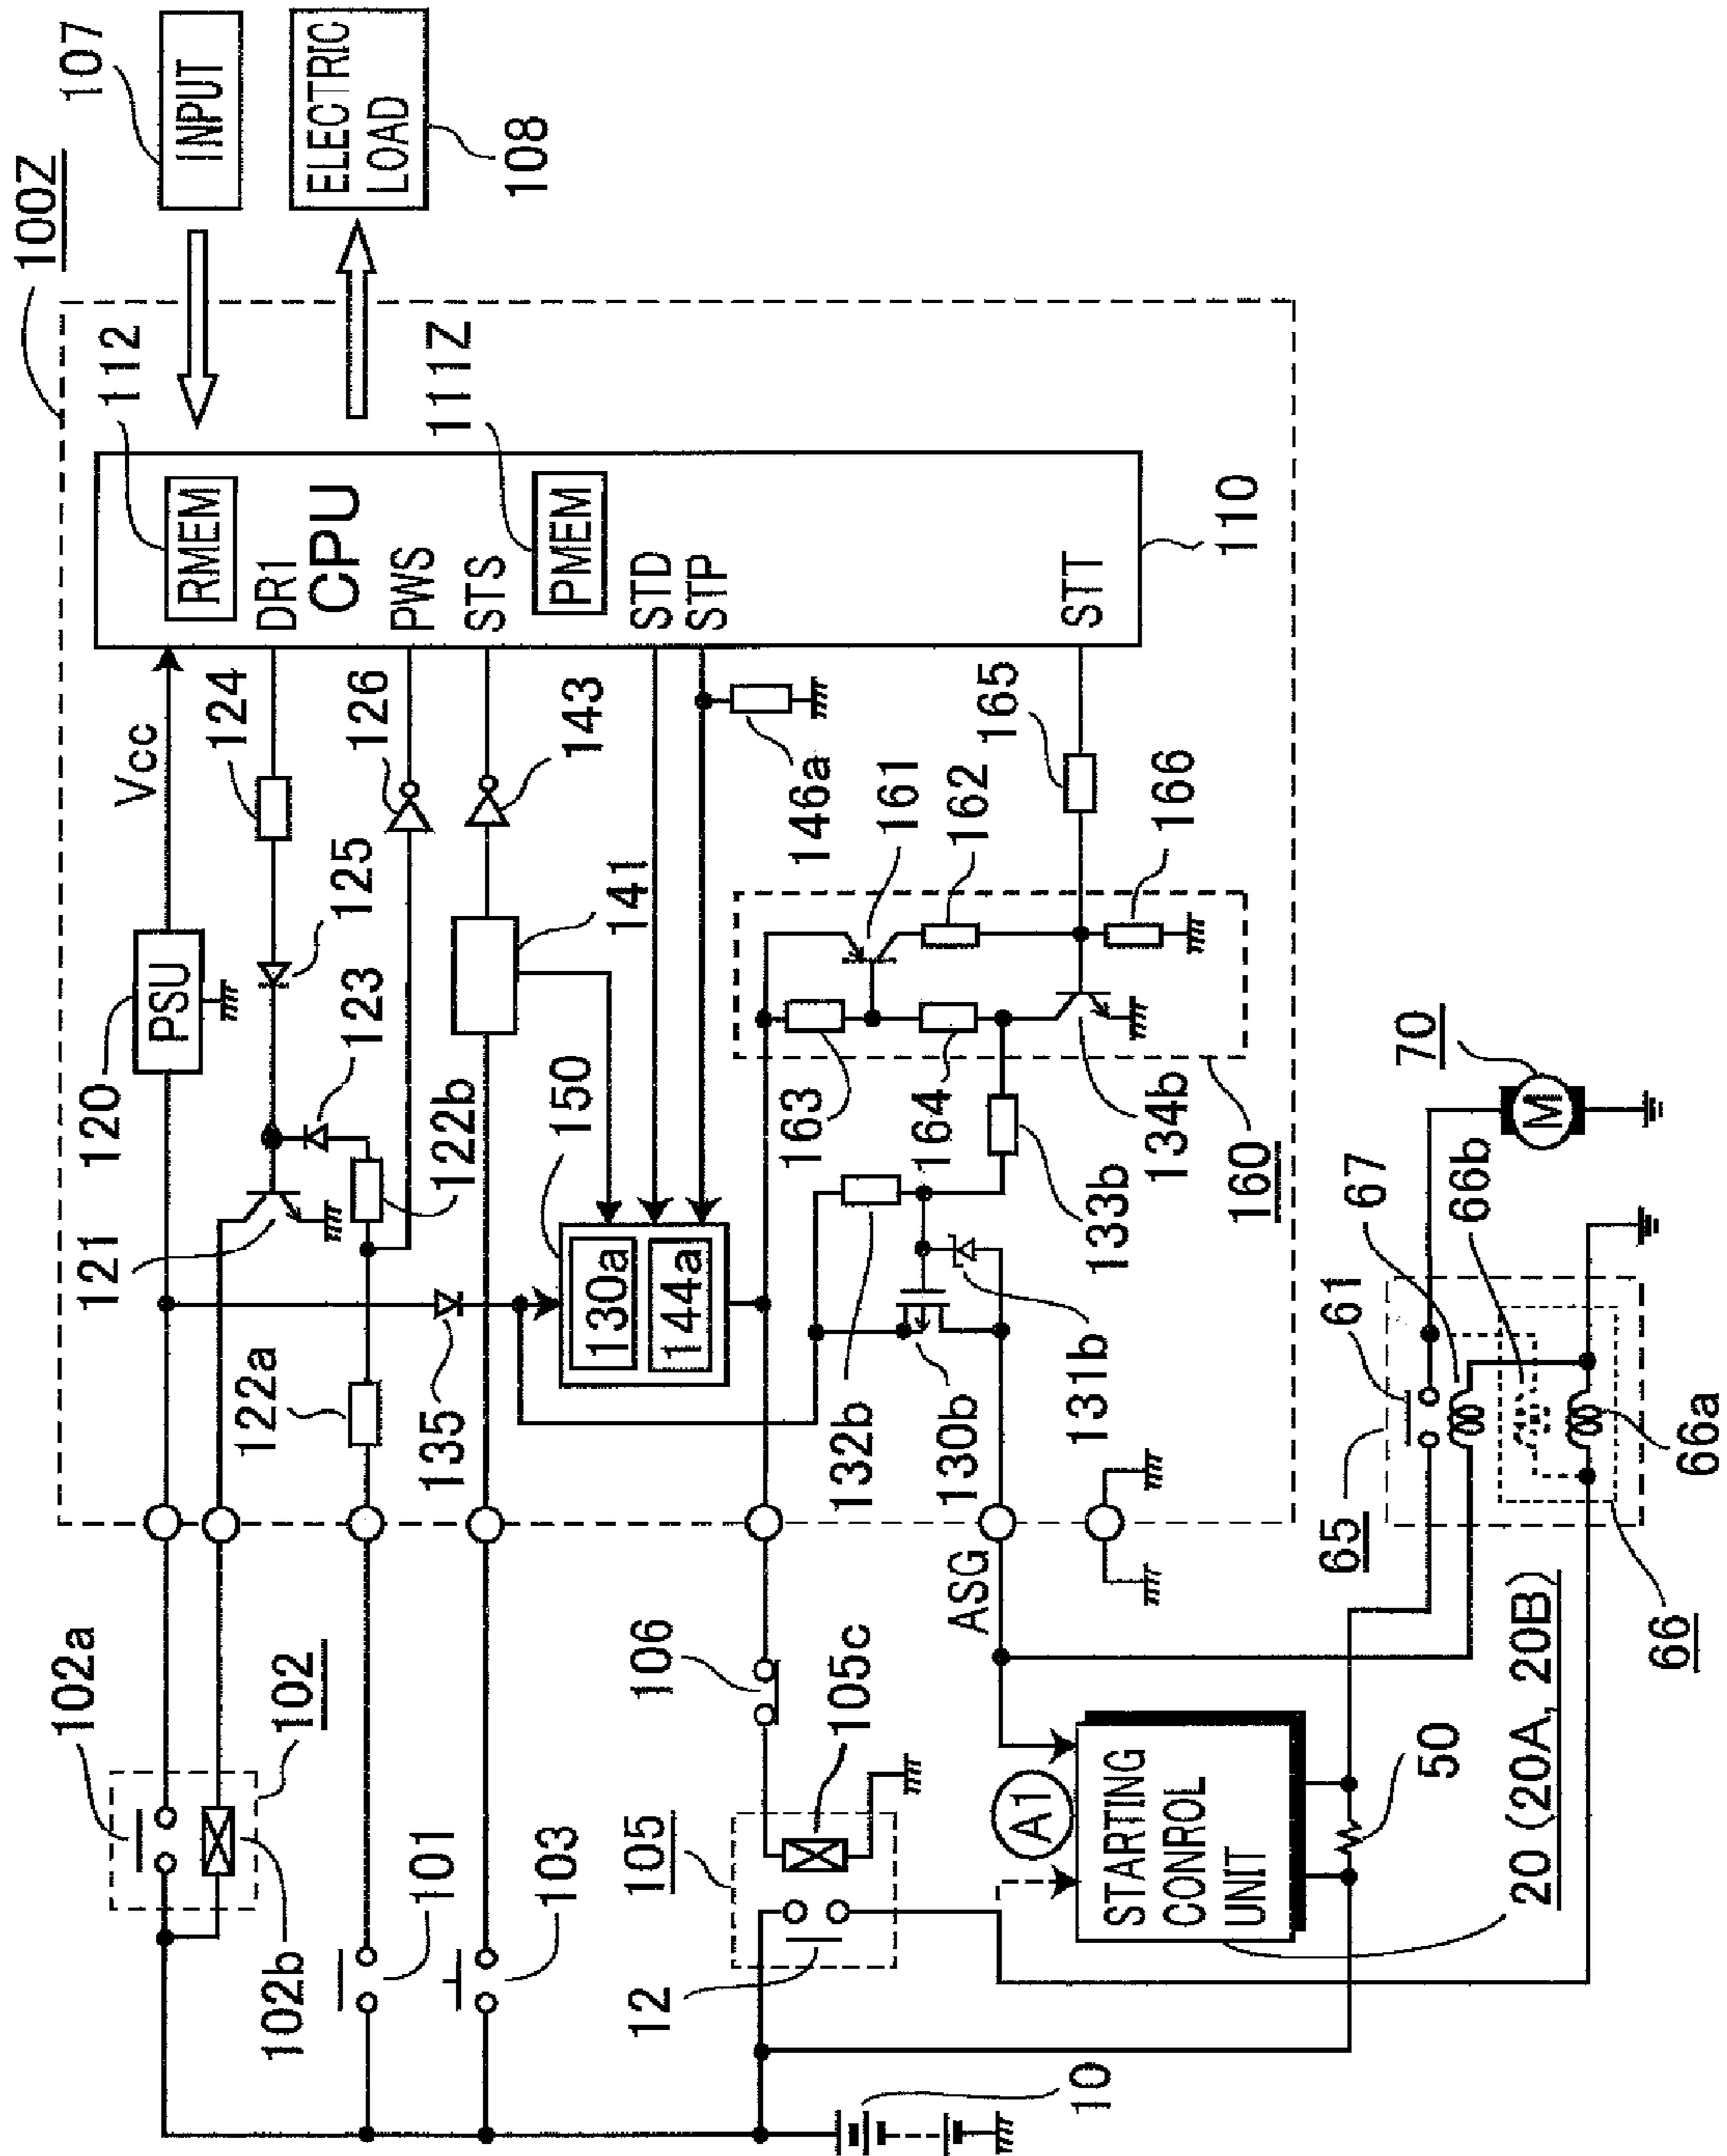 100Z
107
INPUT
ELECTRIC
LOAD
108
112
RMEM
DR1
CPU
PWS
STS
111Z
PMEM
STD
STP
STT
110
Vcc
124
126
143
125
123
120
PSU
141
146a
165
161
162
166
121
122b
150
130a
144a
163
164
134b
160
133b
122a
135
132b
130b
131b
70
M
67
66b
61
65
66a
66
102a
102
102b
101
103
106
105c
105
12
ASG
A1
STARTING
CONROL
UNIT
20 (20A, 20B)
50
10